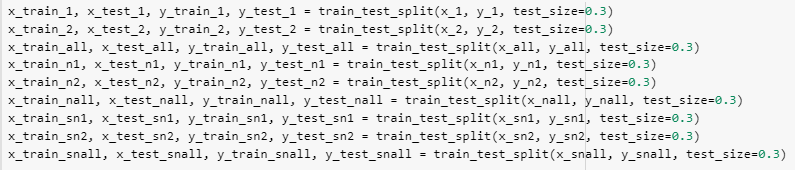 x_train_1, x_test_1, y_train_1, y_test_1 = train_test_split(x_1, y_1, test_size=0.3)
x_train_2, x_test_2, y_train_2, y_test_2 = train_test_split(x_2, y_2, test_size=0.3)
x_train_all, x_test_all, y_train_all, y_test_all = train_test_split(x_all, y_all, test_size=0.3)
x_train_n1, x_test_n1, y_train_n1, y_test_n1 = train_test_split(x_n1, y_n1, test_size=0.3)
x_train_n2, x_test_n2, y_train_n2, y_test_n2 = train_test_split(x_n2, y_n2, test_size=0.3)
x_train_nall, x_test_nall, y_train_nall, y_test_nall = train_test_split(x_nall, y_nall, test_size=0.3)
x_train_sn1, x_test_sn1, y_train_sn1, y_test_sn1 = train_test_split(x_sn1, y_sn1, test_size=0.3)
x_train_sn2, x_test_sn2, y_train_sn2, y_test_sn2 = train_test_split(x_sn2, y_sn2, test_size=0.3)
x_train_snall, x_test_snall, y_train_snall, y_test_snall = train_test_split(x_snall, y_snall, test_size=0.3)